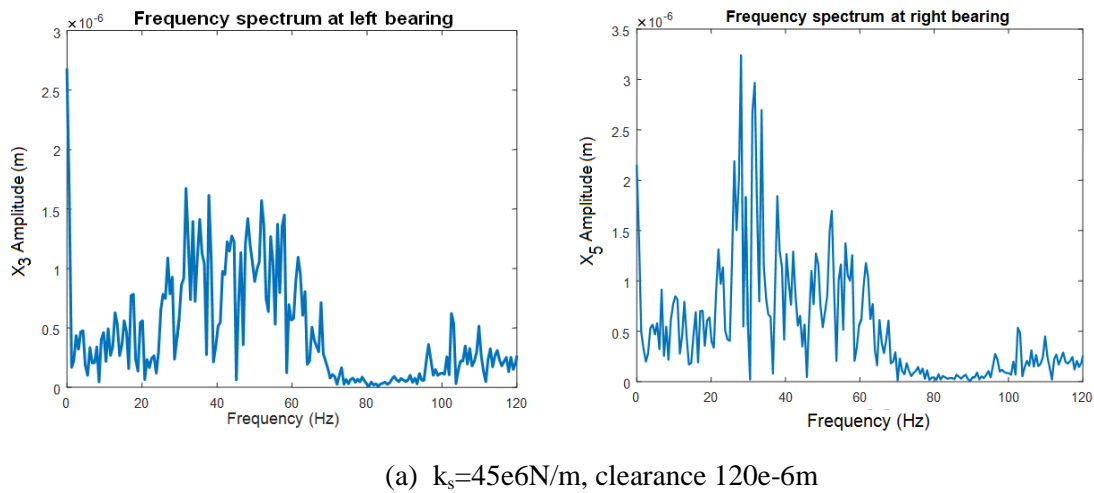 Frequency spectrum at left bearing
×10-6
3
2.5
2
1.5
1
0.5
0
X3 Amplitude (m)
0 20 40 60 80 100 120
Frequency (Hz)
Frequency spectrum at right bearing
×10-6
3.5
3
2.5
2
1.5
1
0.5
0
X5 Amplitude (m)
0 20 40 60 80 100 120
Frequency (Hz)
(a) ks=45e6N/m, clearance 120e-6m